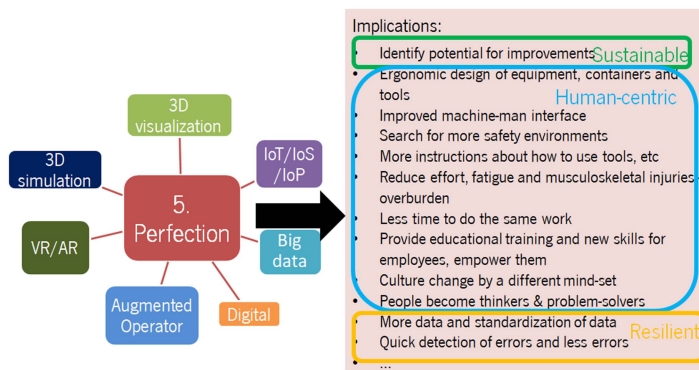 3D
visualization
3D
simulation
IoT/IoS
/IoP
5.
Perfection
VR/AR
Big
data
Augmented
Operator
Digital
Implications:
• Identify potential for improvements
Sustainable
• Ergonomic design of equipment, containers and
tools
Human-centric
• Improved machine-man interface
• Search for more safety environments
• More instructions about how to use tools, etc
• Reduce effort, fatigue and musculoskeletal injuries-
overburden
• Less time to do the same work
• Provide educational training and new skills for
employees, empower them
• Culture change by a different mind-set
• People become thinkers & problem-solvers
• More data and standardization of data
Resilient
• Quick detection of errors and less errors
• ...